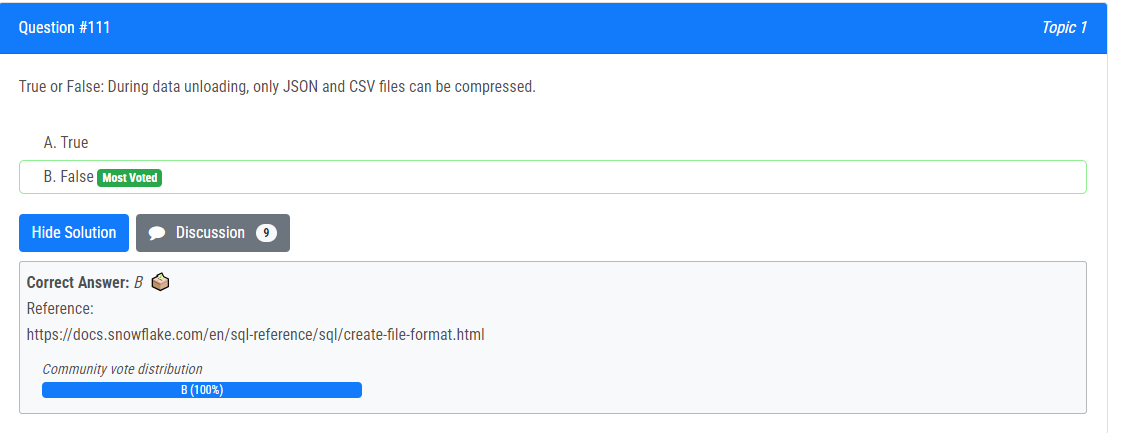 Question #111
Topic 1
True or False: During data unloading, only JSON and CSV files can be compressed.
A. True
B. False Most Voted
Hide Solution
Discussion 9
Correct Answer: B
Reference:
https://docs.snowflake.com/en/sql-reference/sql/create-file-format.html
Community vote distribution
B (100%)